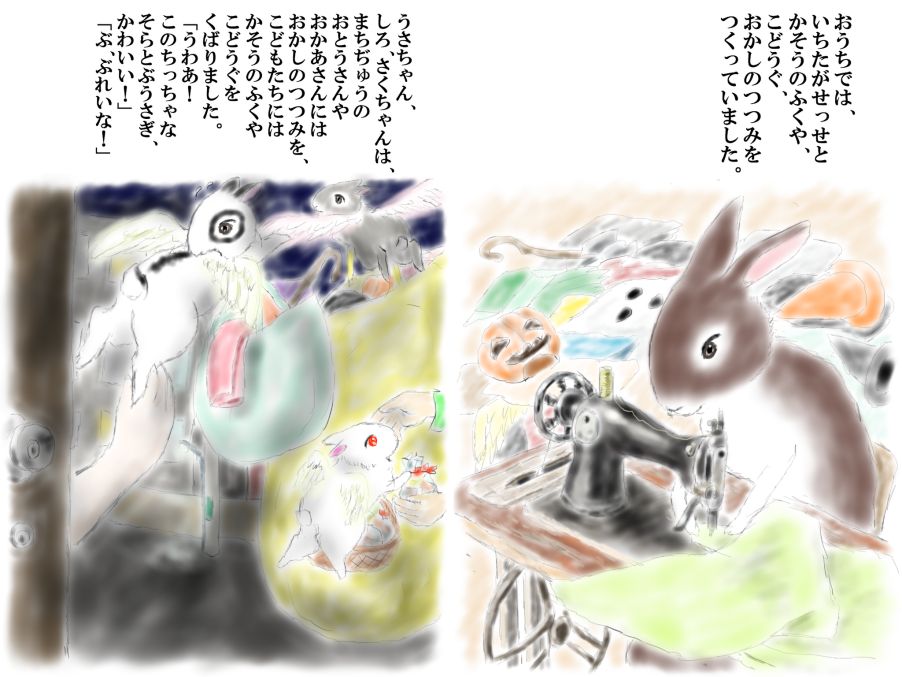 おうちでは、
いちたがせっせと
かそうのふくや、
こどうぐ、
おかしのつつみを
つくっていました。
うさちゃん、
しろ、さくちゃんは、
まちぢゅうの
おとうさんや
おかあさんには
おかしのつつみを、
こどもたちには
かそうのふくや
こどうぐを
くばりました。
「うわあ！
このちっちゃな
そらとぶうさぎ、
かわいい！」
「ぶ、ぶれいな！」